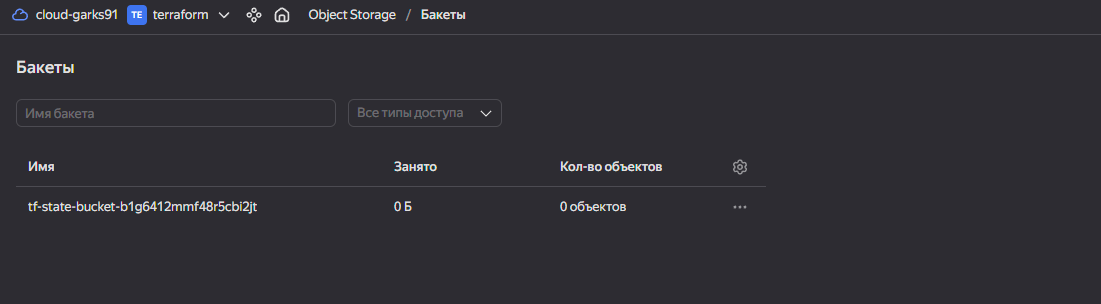 cloud-garks91 TE terraform Object Storage / Бакеты
Бакеты
Имя бакета Все типы доступа
Имя Занято Кол-во объектов
tf-state-bucket-b1g6412mmf48r5cbi2jt 0 Б 0 объектов